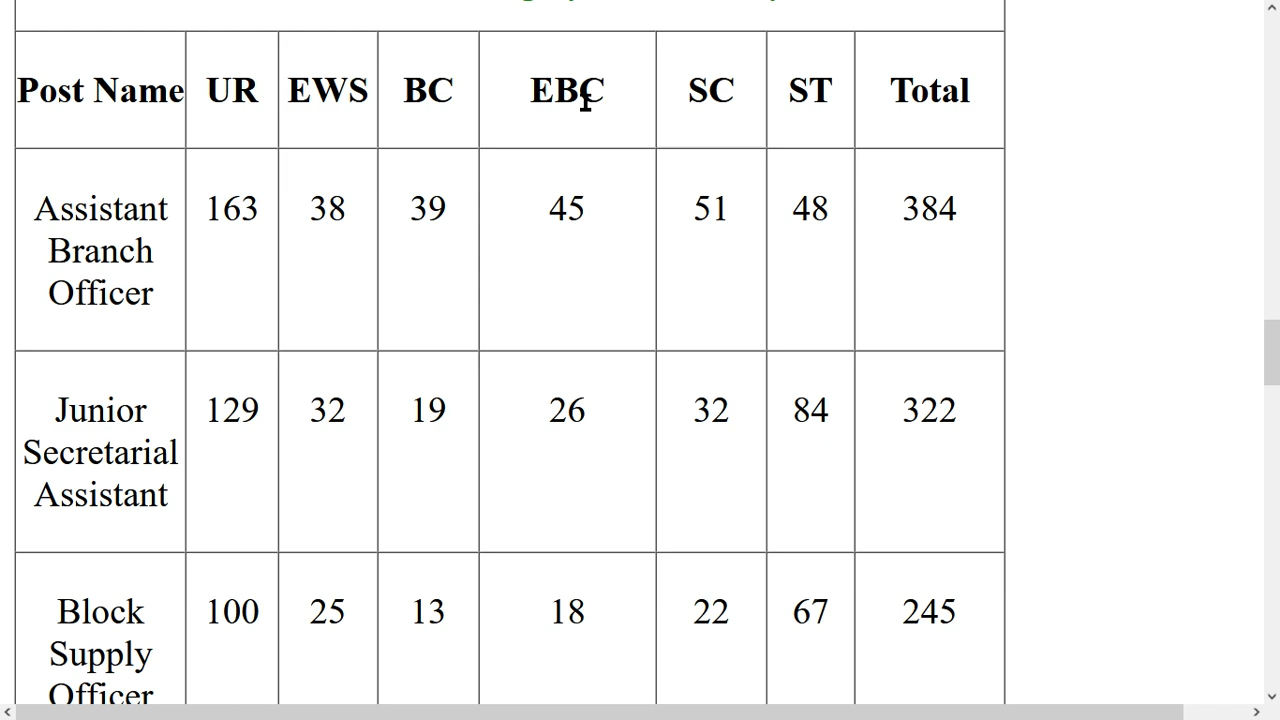 Post Name UR EWS BC EBC SC ST Total
Assistant Branch Officer 163 38 39 45 51 48 384
Junior Secretarial Assistant 129 32 19 26 32 84 322
Block Supply Officer 100 25 13 18 22 67 245